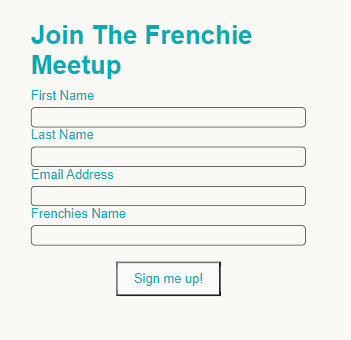 Join The Frenchie
Meetup
First Name
Last Name
Email Address
Frenchies Name
Sign me up!